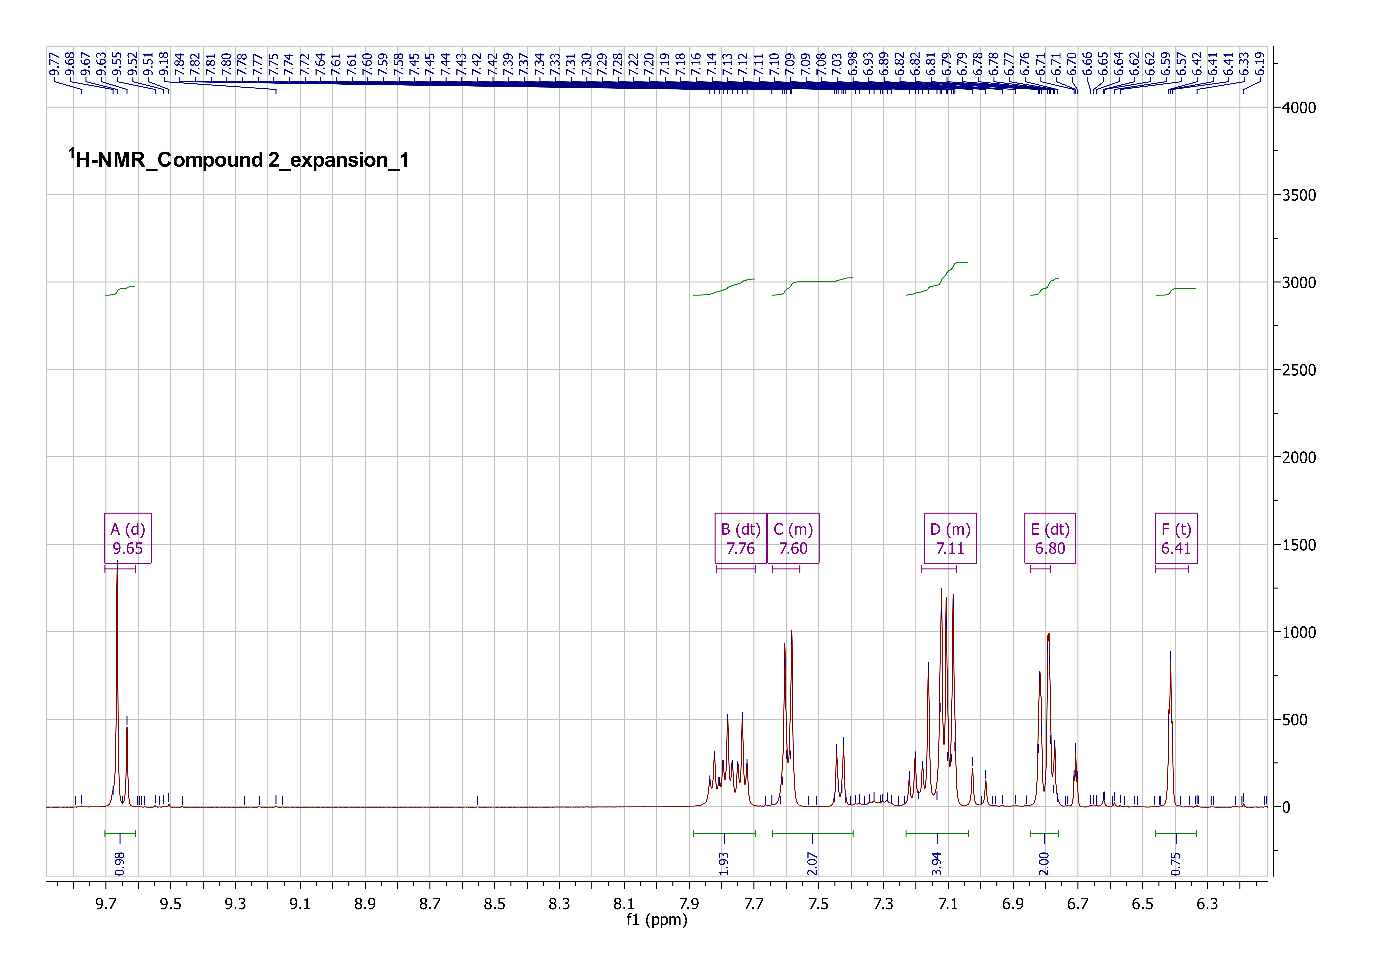 9.77 9.68 9.67 9.63 9.55 9.52 9.51 9.18 7.84 7.82 7.81 7.80 7.78 7.77 7.75 7.74 7.72 7.64 7.61 7.61 7.60 7.59 7.58 7.45 7.45 7.44 7.43 7.42 7.42 7.39 7.37 7.34 7.33 7.31 7.30 7.29 7.28 7.22 7.20 7.19 7.18 7.16 7.14 7.13 7.12 7.11 7.10 7.09 7.09 7.08 7.03 6.98 6.93 6.89 6.82 6.82 6.81 6.79 6.79 6.78 6.78 6.77 6.76 6.71 6.71 6.70 6.66 6.65 6.64 6.62 6.62 6.59 6.57 6.42 6.41 6.41 6.33 6.19
¹H-NMR_Compound 2_expansion_1
4000
3500
3000
2500
2000
1500
1000
500
0
A (d)
9.65
B (dt)
7.76
C (m)
7.60
D (m)
7.11
E (dt)
6.80
F (t)
6.41
0.98 1.93 2.07 3.94 2.00 0.75
9.7 9.5 9.3 9.1 8.9 8.7 8.5 8.3 8.1 7.9 7.7 7.5 7.3 7.1 6.9 6.7 6.5 6.3
f1 (ppm)